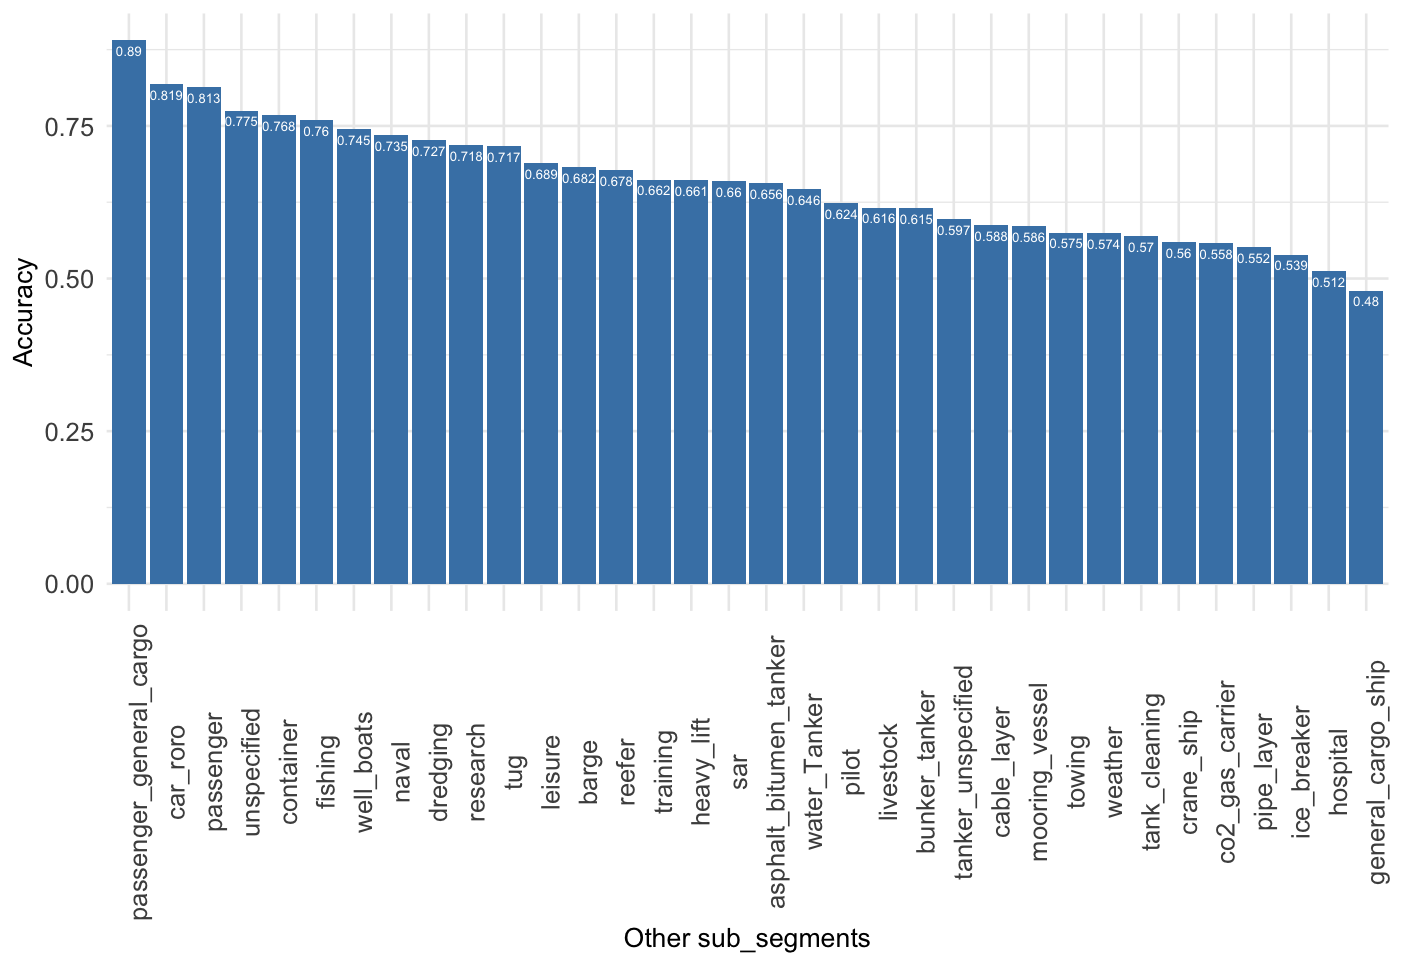 0.89
0.819
0.813
0.775
0.768
0.76
0.745
0.735
0.727
0.718
0.717
0.689
0.682
0.678
0.662
0.661
0.66
0.656
0.646
0.624
0.616
0.615
0.597
0.588
0.586
0.575
0.574
0.57
0.56
0.558
0.552
0.539
0.512
0.48
0.75
0.50
0.25
0.00
Accuracy
passenger_general_cargo
car_roro
passenger
unspecified
container
fishing
well_boats
naval
dredging
research
tug
leisure
barge
reefer
training
heavy_lift
sar
asphalt_bitumen_tanker
water_Tanker
pilot
livestock
bunker_tanker
tanker_unspecified
cable_layer
mooring_vessel
towing
weather
tank_cleaning
crane_ship
co2_gas_carrier
pipe_layer
ice_breaker
hospital
general_cargo_ship
Other sub_segments